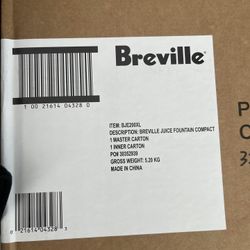 Breville
1 00 21614 04328 0
ITEM: BJE200XL
DESCRIPTION: BREVILLE JUICE FOUNTAIN COMPACT
1 MASTER CARTON
1 INNER CARTON
PO# 39352939
GROSS WEIGHT: 5.20 KG
MADE IN CHINA
0 21614 04328 3